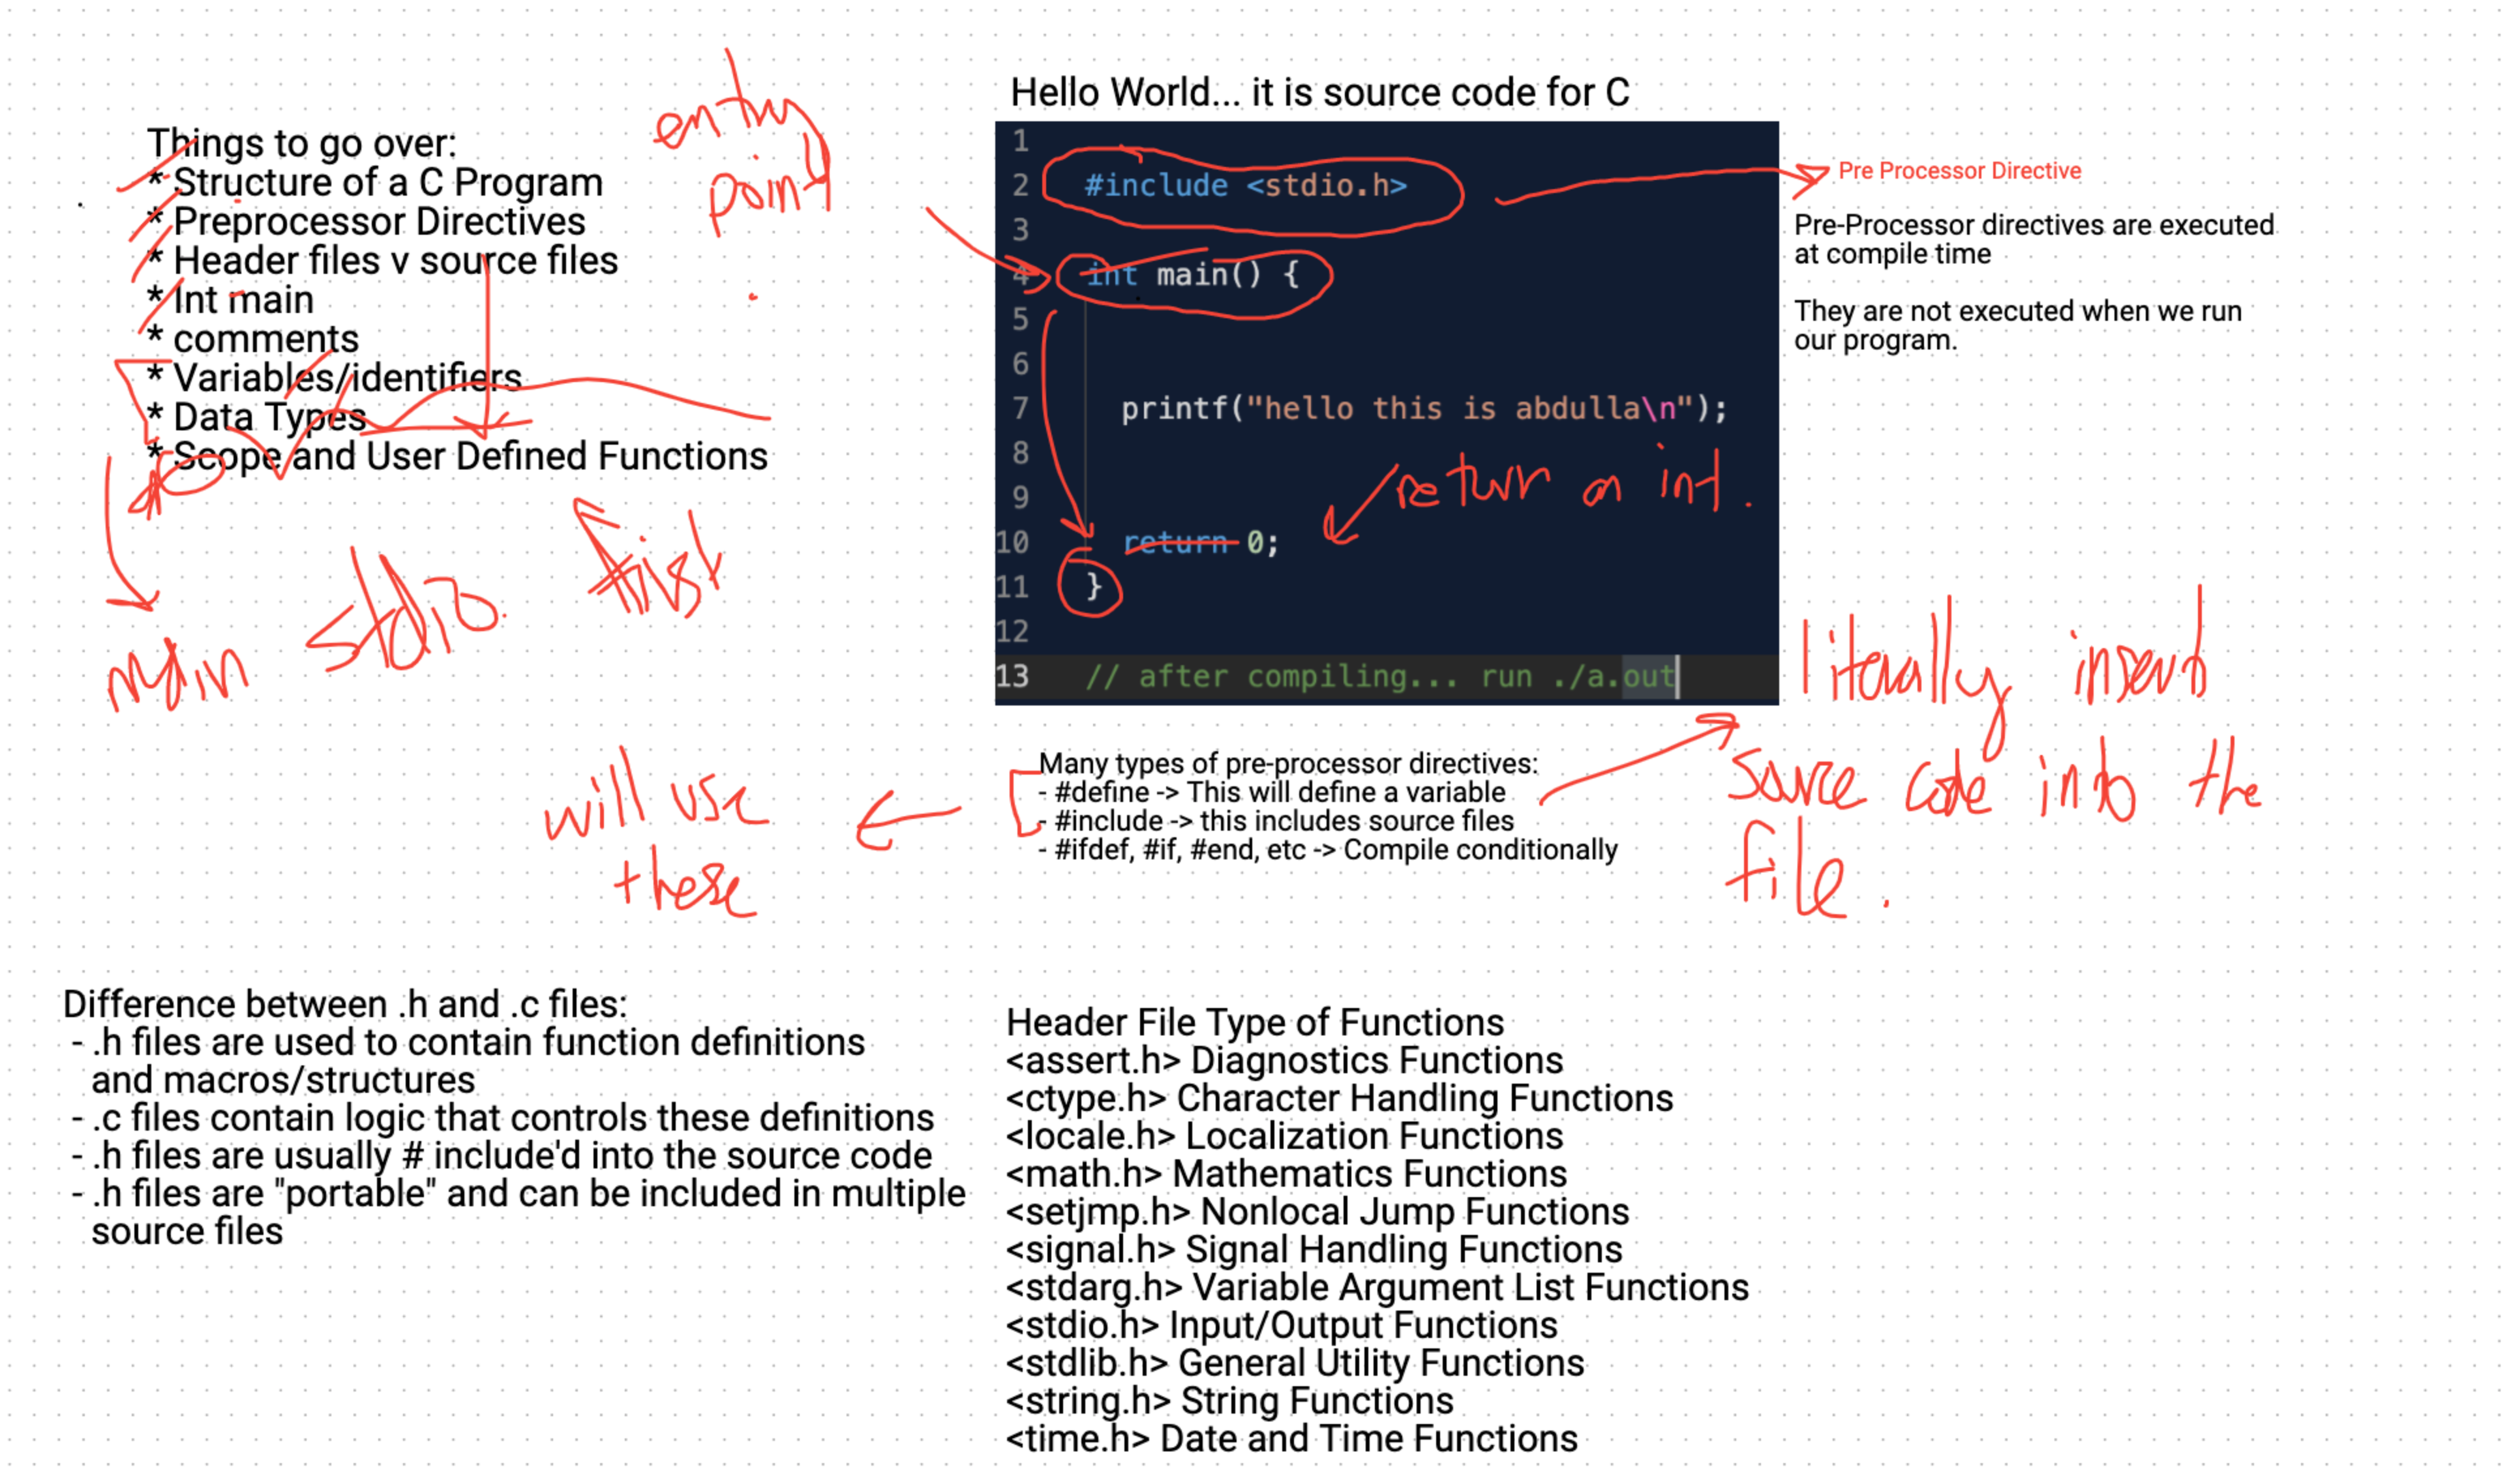 Things to go over:
* Structure of a C Program
* Preprocessor Directives
* Header files v source files
* Int main
* comments
* Variables/identifiers
* Data Types
* Scope and User Defined Functions
entry
point
main
stdio.
first
will use
these
Hello World... it is source code for C
1
2 #include <stdio.h>
3
4 int main() {
5
6
7 printf("hello this is abdulla\n");
8
9
10 return 0;
11 }
12
13 // after compiling... run ./a.out
return an int.
Pre Processor Directive
Pre-Processor directives are executed
at compile time
They are not executed when we run
our program.
Many types of pre-processor directives:
- #define -> This will define a variable
- #include -> this includes source files
- #ifdef, #if, #end, etc -> Compile conditionally
literally insert
source code into the
file.
Difference between .h and .c files:
- .h files are used to contain function definitions
and macros/structures
- .c files contain logic that controls these definitions
- .h files are usually # include'd into the source code
- .h files are "portable" and can be included in multiple
source files
Header File Type of Functions
<assert.h> Diagnostics Functions
<ctype.h> Character Handling Functions
<locale.h> Localization Functions
<math.h> Mathematics Functions
<setjmp.h> Nonlocal Jump Functions
<signal.h> Signal Handling Functions
<stdarg.h> Variable Argument List Functions
<stdio.h> Input/Output Functions
<stdlib.h> General Utility Functions
<string.h> String Functions
<time.h> Date and Time Functions